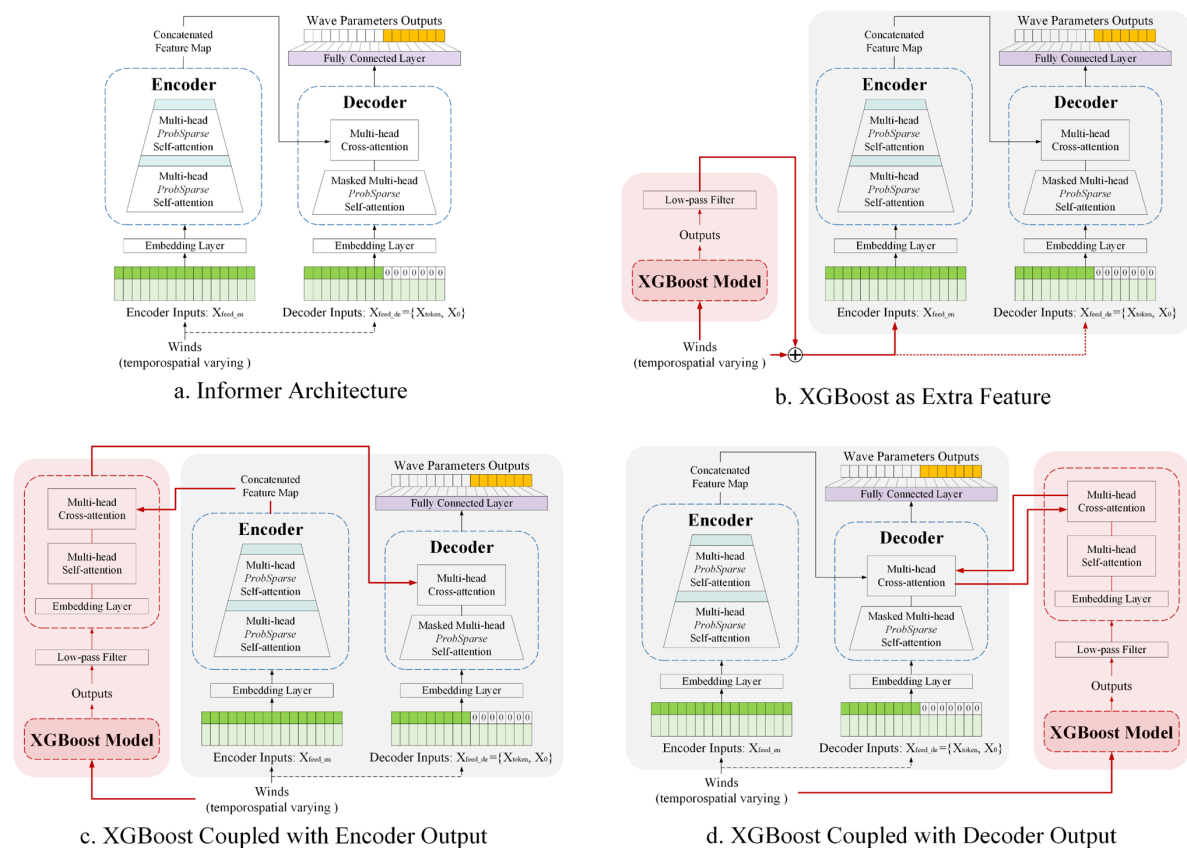 Wave Parameters Outputs
Concatenated
Feature Map
Fully Connected Layer
Encoder
Multi-head
ProbSparse
Self-attention
Multi-head
ProbSparse
Self-attention
Embedding Layer
Encoder Inputs: Xfeed_en
Decoder
Multi-head
Cross-attention
Masked Multi-head
ProbSparse
Self-attention
Embedding Layer
0 0 0 0 0 0 0
Decoder Inputs: Xfeed_de={Xtoken, X0}
Winds
(temporospatial varying )
a. Informer Architecture
Wave Parameters Outputs
Concatenated
Feature Map
Fully Connected Layer
Encoder
Multi-head
ProbSparse
Self-attention
Multi-head
ProbSparse
Self-attention
Embedding Layer
Encoder Inputs: Xfeed_en
Decoder
Multi-head
Cross-attention
Masked Multi-head
ProbSparse
Self-attention
Embedding Layer
0 0 0 0 0 0 0
Decoder Inputs: Xfeed_de={Xtoken, X0}
Low-pass Filter
Outputs
XGBoost Model
Winds
(temporospatial varying )
b. XGBoost as Extra Feature
Multi-head
Cross-attention
Multi-head
Self-attention
Embedding Layer
Low-pass Filter
Outputs
XGBoost Model
Wave Parameters Outputs
Concatenated
Feature Map
Fully Connected Layer
Encoder
Multi-head
ProbSparse
Self-attention
Multi-head
ProbSparse
Self-attention
Embedding Layer
Encoder Inputs: Xfeed_en
Decoder
Multi-head
Cross-attention
Masked Multi-head
ProbSparse
Self-attention
Embedding Layer
0 0 0 0 0 0 0
Decoder Inputs: Xfeed_de={Xtoken, X0}
Winds
(temporospatial varying )
c. XGBoost Coupled with Encoder Output
Wave Parameters Outputs
Concatenated
Feature Map
Fully Connected Layer
Encoder
Multi-head
ProbSparse
Self-attention
Multi-head
ProbSparse
Self-attention
Embedding Layer
Encoder Inputs: Xfeed_en
Decoder
Multi-head
Cross-attention
Masked Multi-head
ProbSparse
Self-attention
Embedding Layer
0 0 0 0 0 0 0
Decoder Inputs: Xfeed_de={Xtoken, X0}
Multi-head
Cross-attention
Multi-head
Self-attention
Embedding Layer
Low-pass Filter
Outputs
XGBoost Model
Winds
(temporospatial varying )
d. XGBoost Coupled with Decoder Output